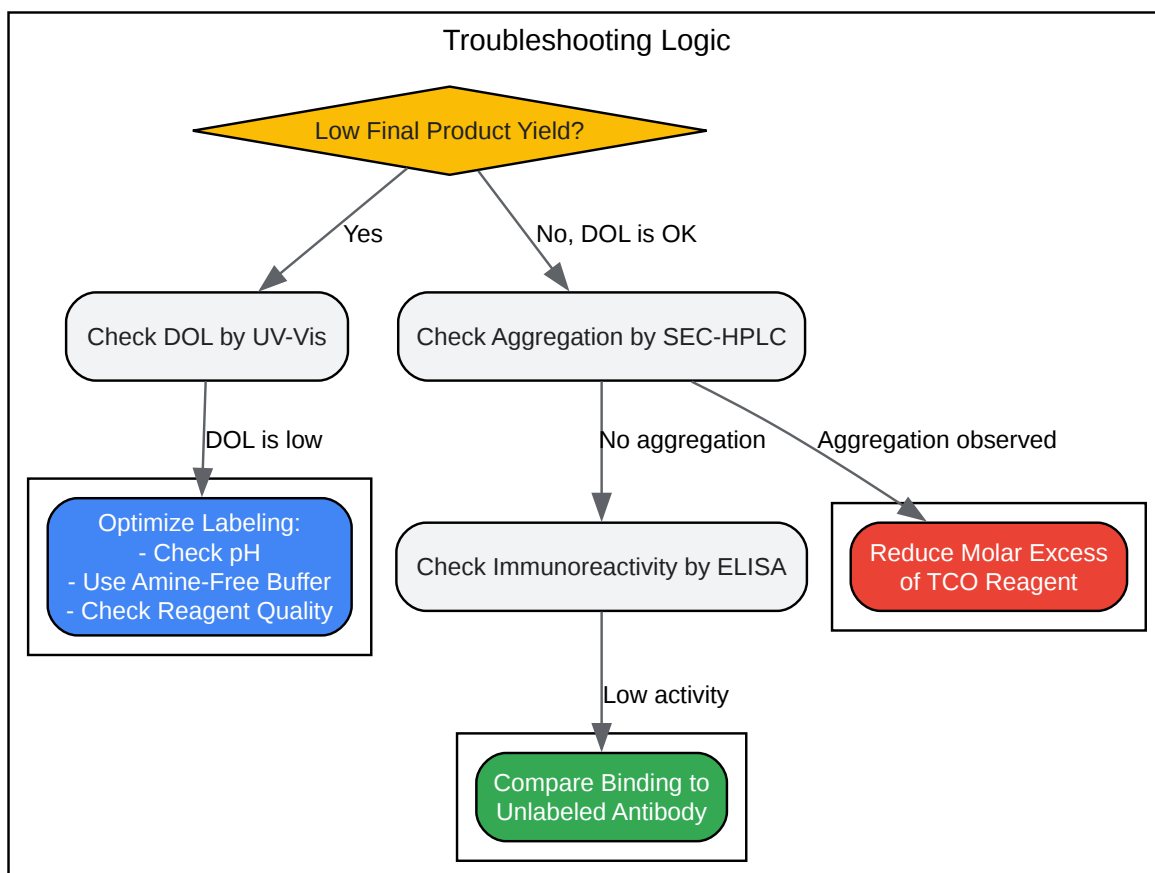 Troubleshooting Logic
Low Final Product Yield?
Yes
No, DOL is OK
Check DOL by UV-Vis
Check Aggregation by SEC-HPLC
DOL is low
No aggregation
Aggregation observed
Optimize Labeling:
- Check pH
- Use Amine-Free Buffer
- Check Reagent Quality
Check Immunoreactivity by ELISA
Reduce Molar Excess
of TCO Reagent
Low activity
Compare Binding to
Unlabeled Antibody